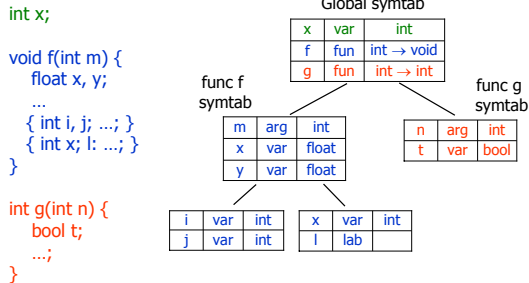 int x;
void f(int m) {
float x, y;
...
{ int i, j; ...; }
{ int x; l: ...; }
}
int g(int n) {
bool t;
...;
}
Global symtab
x var int
f fun int → void
g fun int → int
func f
symtab
m arg int
x var float
y var float
func g
symtab
n arg int
t var bool
i var int
j var int
x var int
l lab